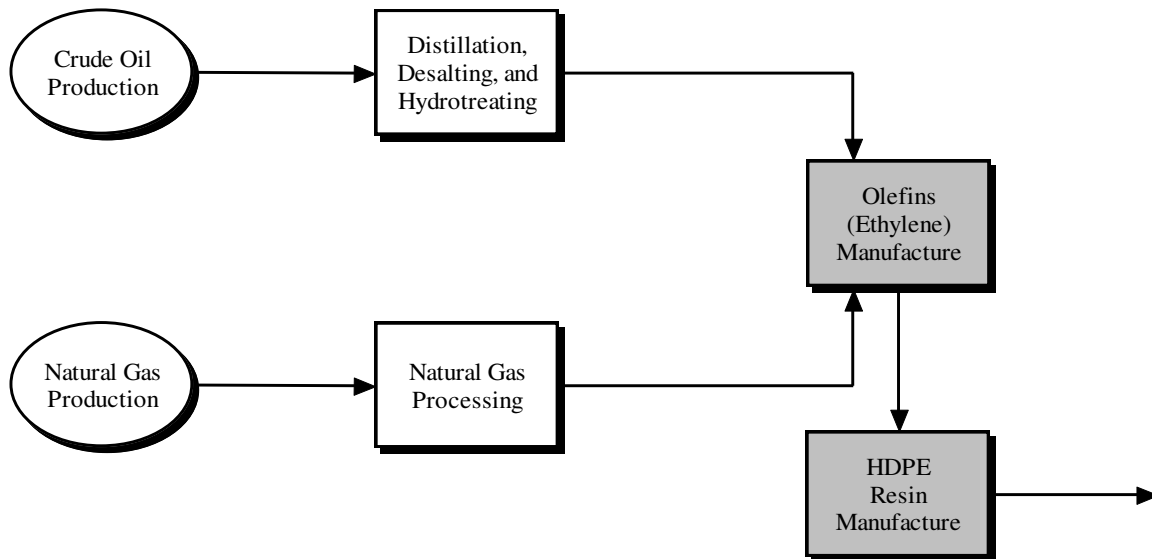 Crude Oil
Production
Distillation,
Desalting, and
Hydrotreating
Olefins
(Ethylene)
Manufacture
Natural Gas
Production
Natural Gas
Processing
HDPE
Resin
Manufacture